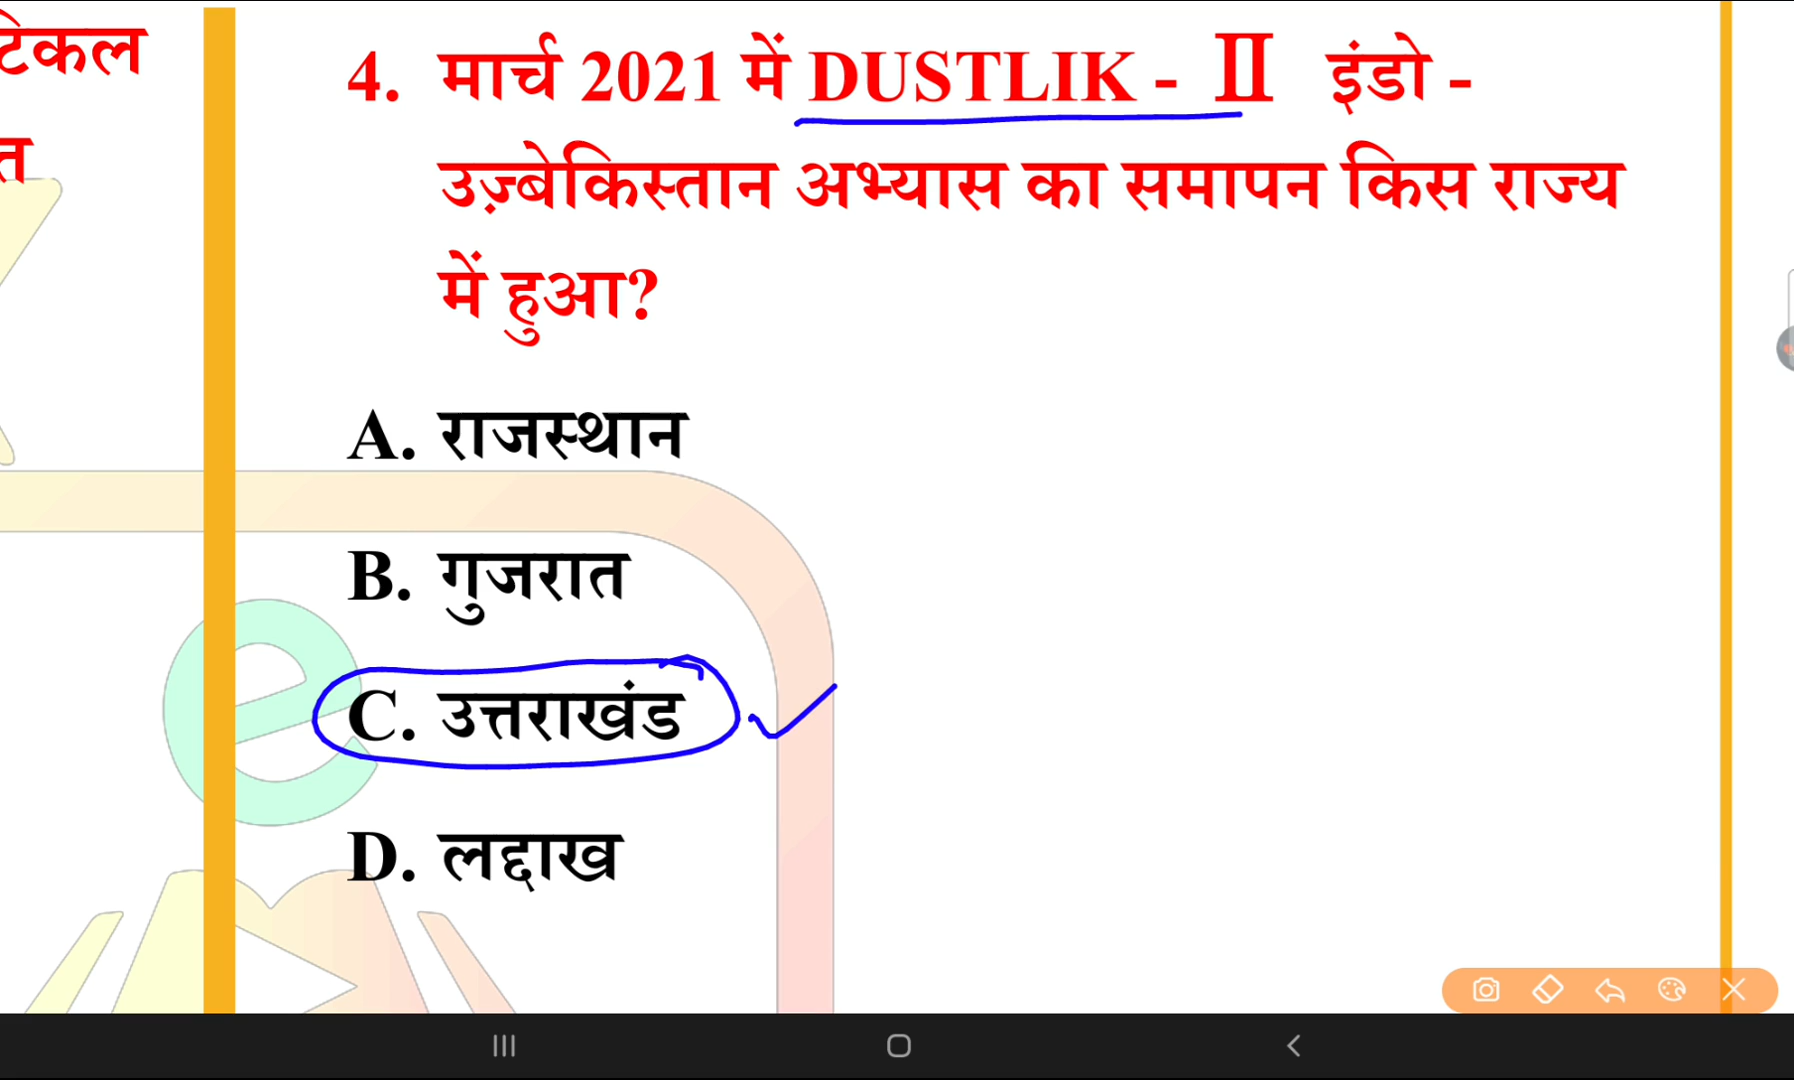 टिकल
त
4. मार्च 2021 में DUSTLIK - II इंडो -
उज़्बेकिस्तान अभ्यास का समापन किस राज्य
में हुआ?
A. राजस्थान
B. गुजरात
C. उत्तराखंड
D. लद्दाख